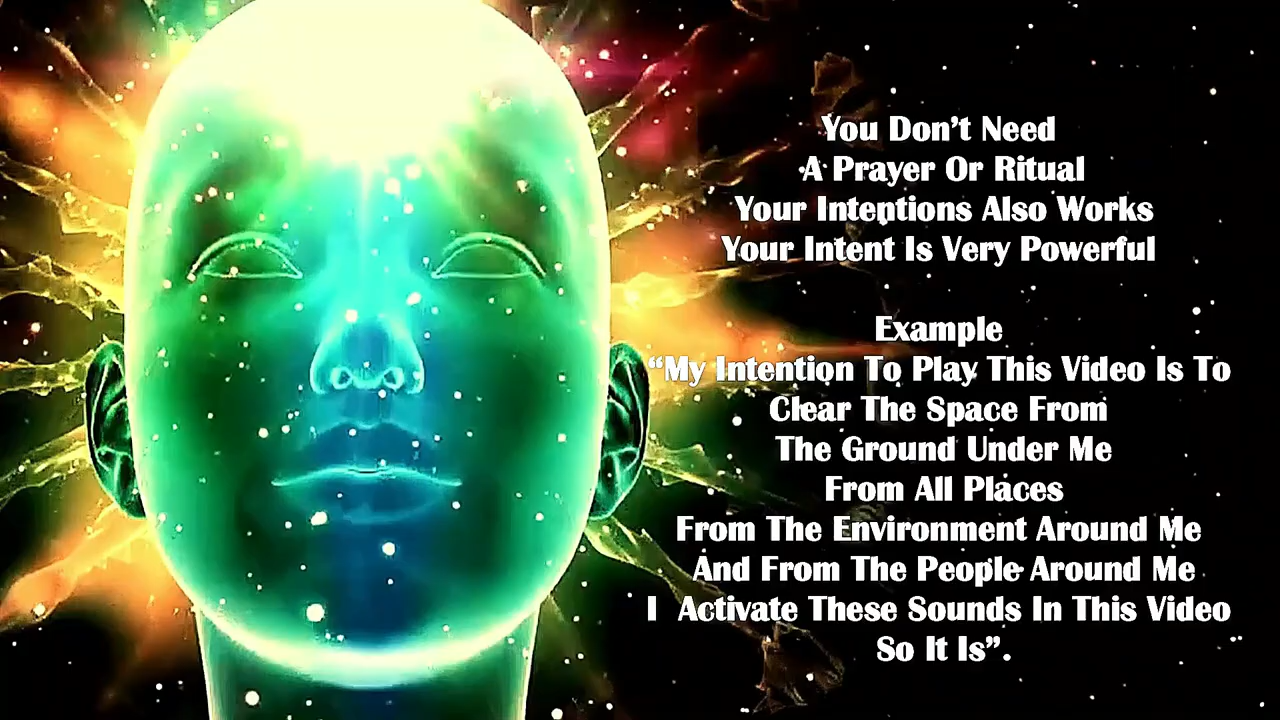 You Don’t Need
A Prayer Or Ritual
Your Intentions Also Works
Your Intent Is Very Powerful
Example
“My Intention To Play This Video Is To
Clear The Space From
The Ground Under Me
From All Places
From The Environment Around Me
And From The People Around Me
I Activate These Sounds In This Video
So It Is”.